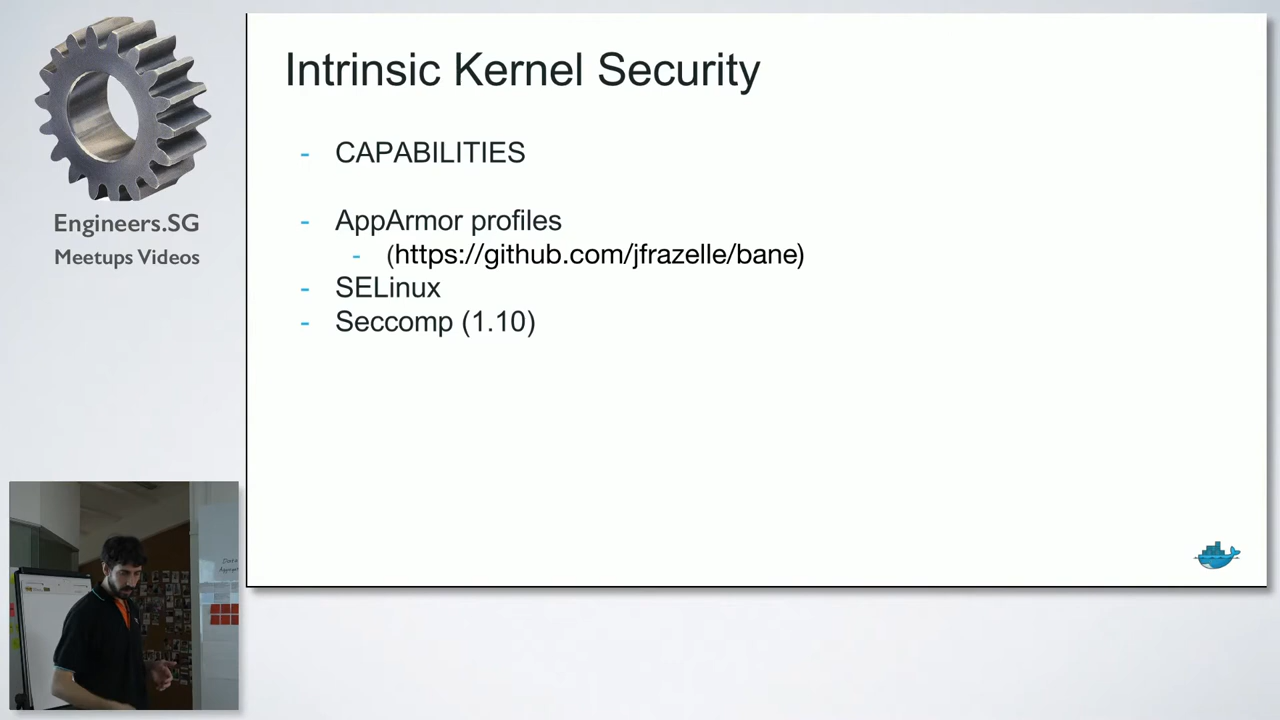 Intrinsic Kernel Security
- CAPABILITIES
- AppArmor profiles
- (https://github.com/jfrazelle/bane)
- SELinux
- Seccomp (1.10)
Engineers.SG
Meetups Videos